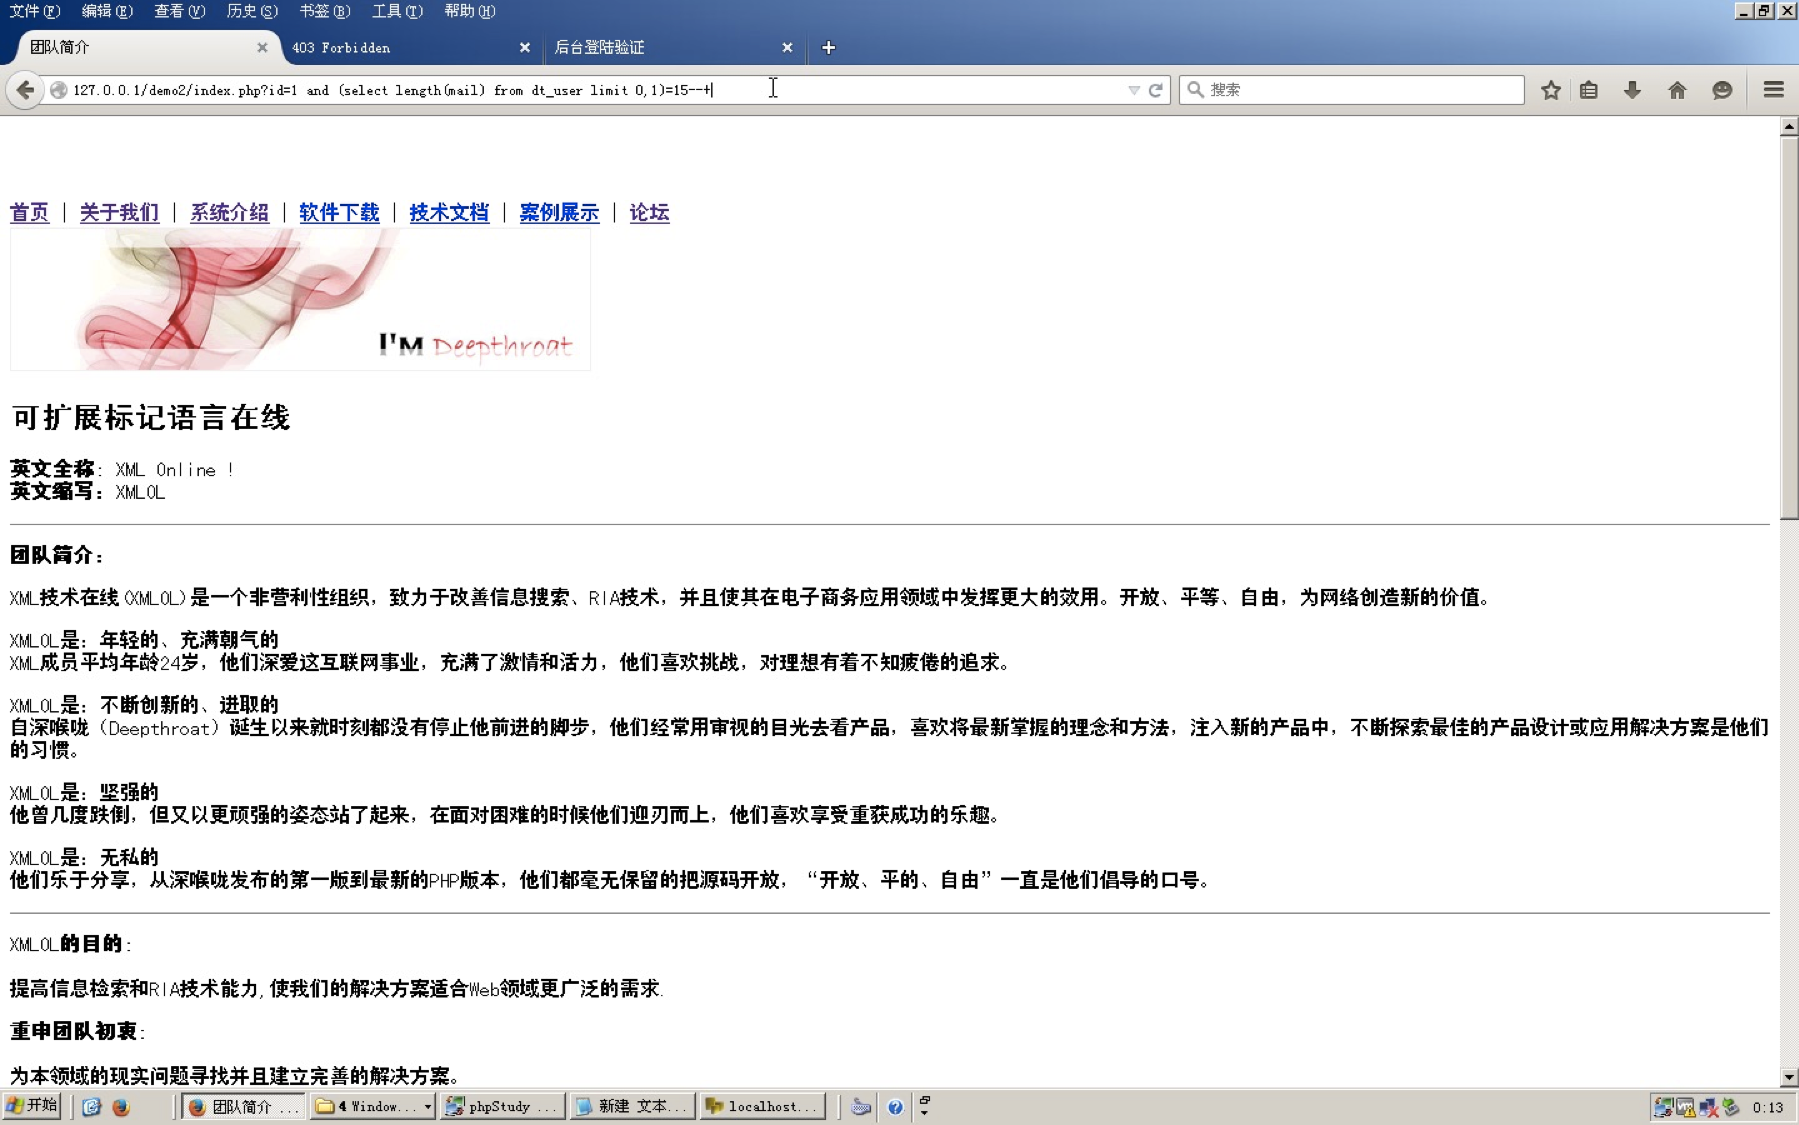 文件(F) 编辑(E) 查看(V) 历史(S) 书签(B) 工具(T) 帮助(H)
团队简介 403 Forbidden 后台登陆验证
127.0.0.1/demo2/index.php?id=1 and (select length(mail) from dt_user limit 0,1)=15--+ 搜索
首页 | 关于我们 | 系统介绍 | 软件下载 | 技术文档 | 案例展示 | 论坛
I'M Deepthroat
可扩展标记语言在线
英文全称: XML Online !
英文缩写：XMLOL
团队简介：
XML技术在线(XMLOL)是一个非营利性组织，致力于改善信息搜索、RIA技术，并且使其在电子商务应用领域中发挥更大的效用。开放、平等、自由，为网络创造新的价值。
XMLOL是：年轻的、充满朝气的
XML成员平均年龄24岁，他们深爱这互联网事业，充满了激情和活力，他们喜欢挑战，对理想有着不知疲倦的追求。
XMLOL是：不断创新的、进取的
自深喉咙（Deepthroat）诞生以来就时刻都没有停止他前进的脚步，他们经常用审视的目光去看产品，喜欢将最新掌握的理念和方法，注入新的产品中，不断探索最佳的产品设计或应用解决方案是他们
的习惯。
XMLOL是：坚强的
他曾几度跌倒，但又以更顽强的姿态站了起来，在面对困难的时候他们迎刃而上，他们喜欢享受重获成功的乐趣。
XMLOL是：无私的
他们乐于分享，从深喉咙发布的第一版到最新的PHP版本，他们都毫无保留的把源码开放，“开放、平的、自由”一直是他们倡导的口号。
XMLOL的目的:
提高信息检索和RIA技术能力,使我们的解决方案适合Web领域更广泛的需求.
重申团队初衷:
为本领域的现实问题寻找并且建立完善的解决方案。
开始 团队简介 ... 4 Window... phpStudy ... 新建 文本... localhost... 0:13